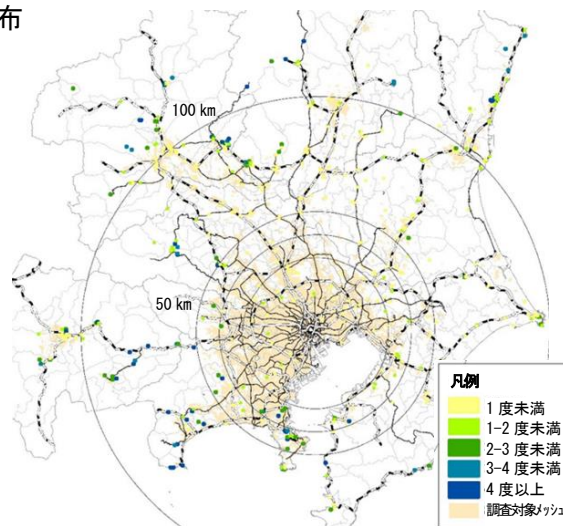 布
100 km
50 km
凡例
1 度未満
1-2 度未満
2-3 度未満
3-4 度未満
4 度以上
調査対象メッシュ